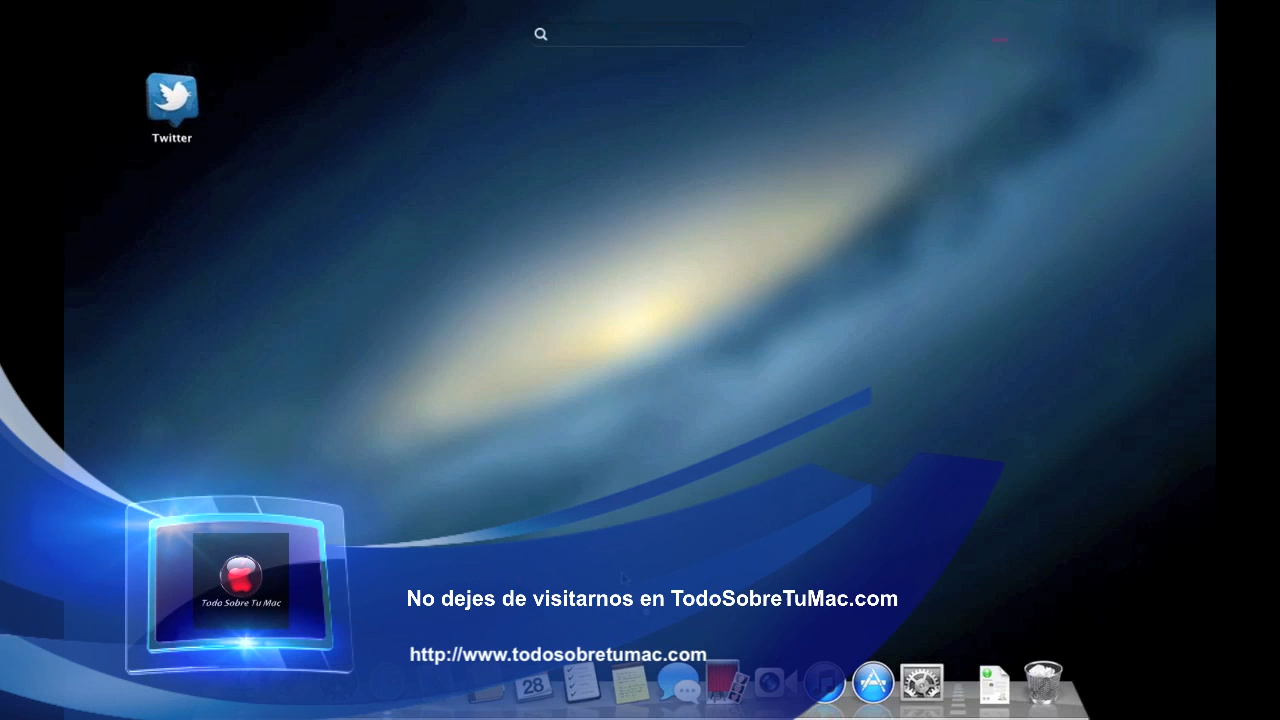 Twitter
Todo Sobre Tu Mac
No dejes de visitarnos en TodoSobreTuMac.com
http://www.todosobretumac.com
28